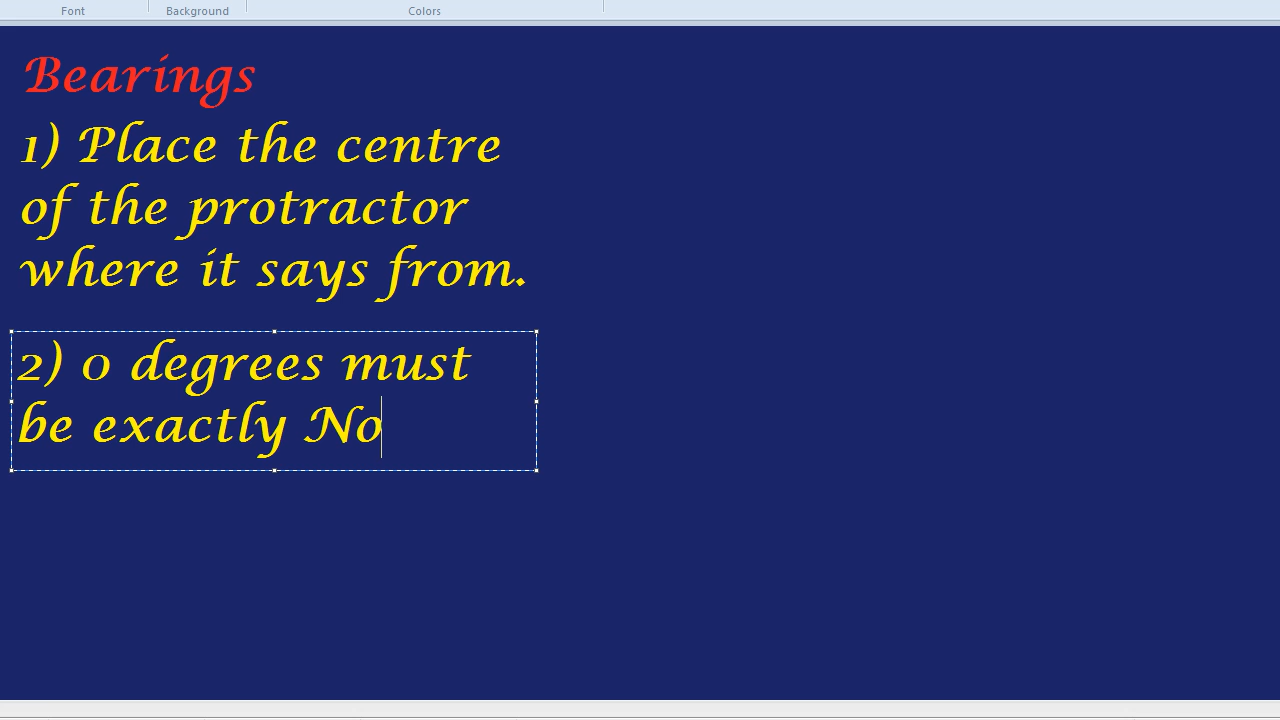 Font Background Colors
Bearings
1) Place the centre
of the protractor
where it says from.
2) 0 degrees must
be exactly No